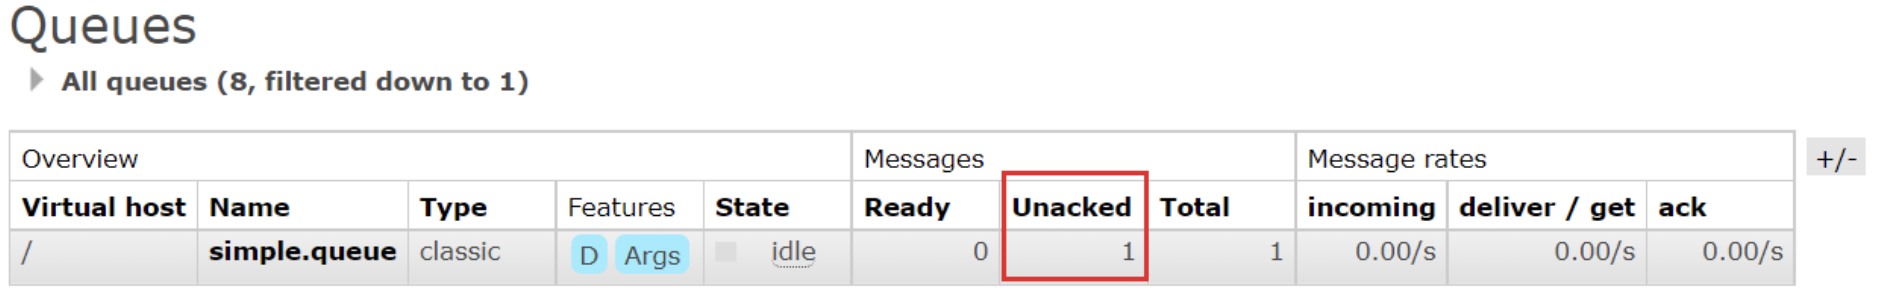 Queues
All queues (8, filtered down to 1)
Overview Messages Message rates +/-
Virtual host Name Type Features State Ready Unacked Total incoming deliver / get ack
/ simple.queue classic D Args idle 0 1 1 0.00/s 0.00/s 0.00/s